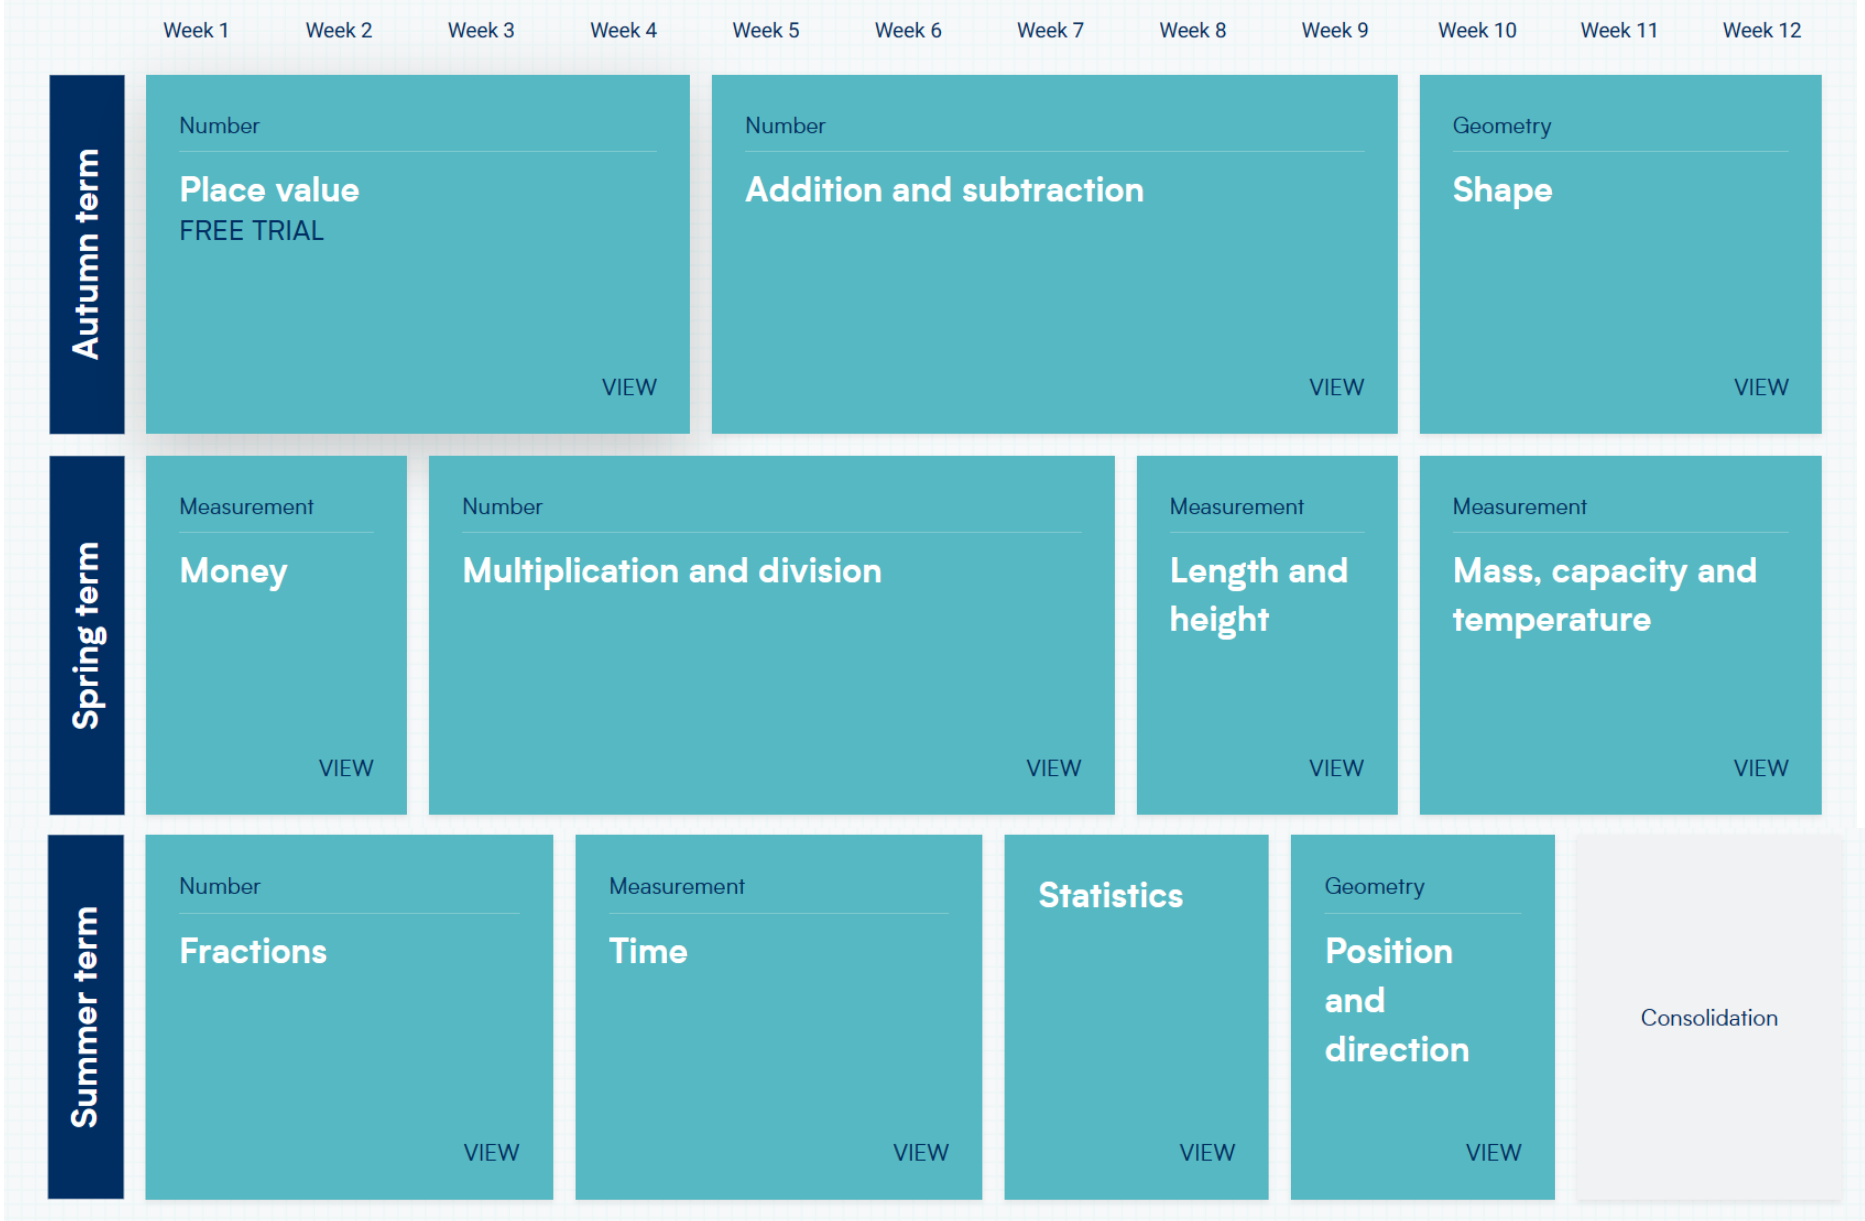 Week 1 Week 2 Week 3 Week 4 Week 5 Week 6 Week 7 Week 8 Week 9 Week 10 Week 11 Week 12
Autumn term
Number
Place value
FREE TRIAL
VIEW
Number
Addition and subtraction
VIEW
Geometry
Shape
VIEW
Spring term
Measurement
Money
VIEW
Number
Multiplication and division
VIEW
Measurement
Length and
height
VIEW
Measurement
Mass, capacity and
temperature
VIEW
Summer term
Number
Fractions
VIEW
Measurement
Time
VIEW
Statistics
VIEW
Geometry
Position
and
direction
VIEW
Consolidation